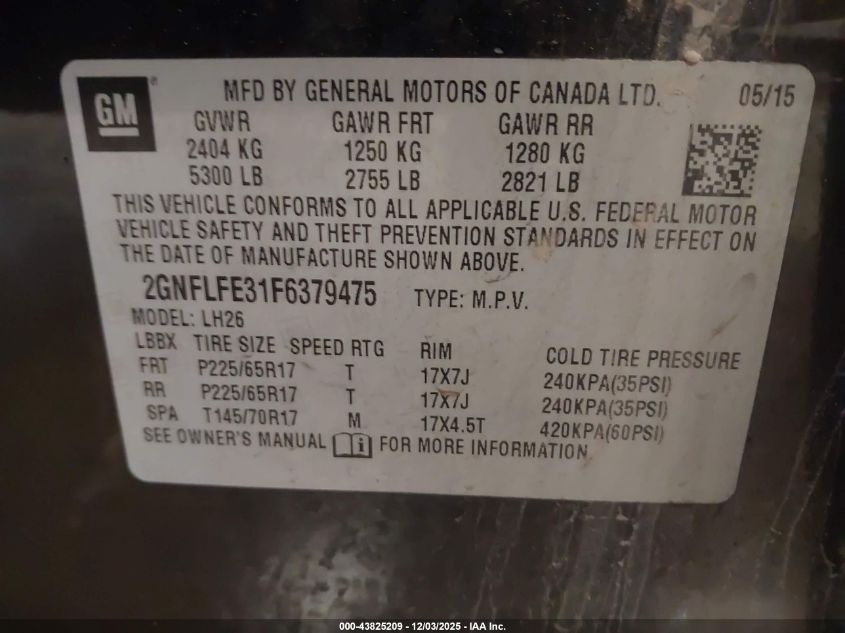 GM ® MFD BY GENERAL MOTORS OF CANADA LTD. 05/15
GVWR GAWR FRT GAWR RR
2404 KG 1250 KG 1280 KG
5300 LB 2755 LB 2821 LB
THIS VEHICLE CONFORMS TO ALL APPLICABLE U.S. FEDERAL MOTOR
VEHICLE SAFETY AND THEFT PREVENTION STANDARDS IN EFFECT ON
THE DATE OF MANUFACTURE SHOWN ABOVE.
2GNFLFE31F6379475 TYPE: M.P.V.
MODEL: LH26
LBBX TIRE SIZE SPEED RTG RIM COLD TIRE PRESSURE
FRT P225/65R17 T 17X7J 240KPA(35PSI)
RR P225/65R17 T 17X7J 240KPA(35PSI)
SPA T145/70R17 M 17X4.5T 420KPA(60PSI)
SEE OWNER'S MANUAL i FOR MORE INFORMATION
000-43825209 - 12/03/2025 - IAA Inc.